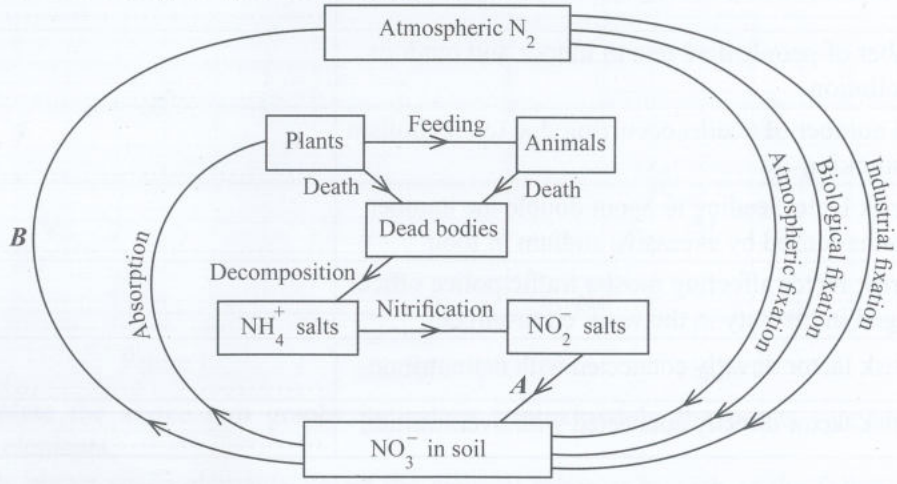 Atmospheric N₂
Feeding
Plants
Animals
Death
Death
Dead bodies
Decomposition
Nitrification
NH₄⁺ salts
NO₂⁻ salts
A
B
Absorption
Atmospheric fixation
Biological fixation
Industrial fixation
NO₃⁻ in soil